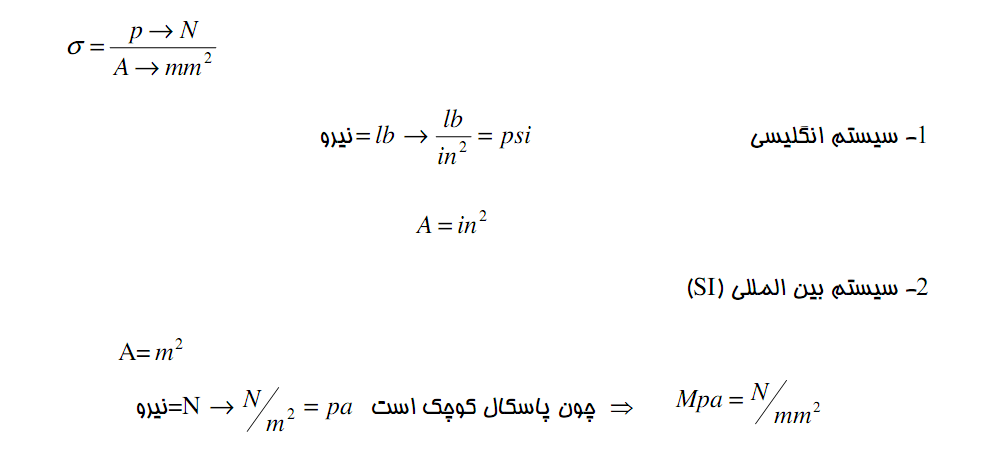 σ = p → N / A → mm²
1- سیستم انگلیسی نیرو = lb → lb/in² = psi
A = in²
2- سیستم بین المللی (SI)
A= m²
نیرو=N → N/m² = pa چون پاسکال کوچک است ⇒ Mpa = N/mm²